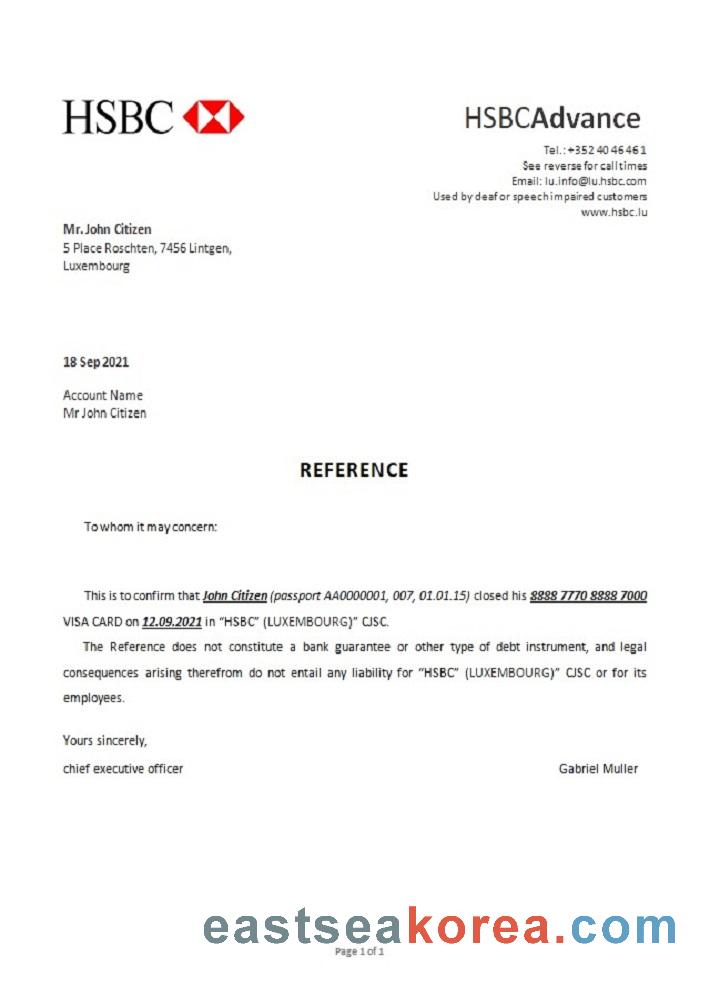 HSBC
HSBCAdvance
Tel.: +352 40 46 46 1
See reverse for call times
Email: lu.info@lu.hsbc.com
Used by deaf or speech impaired customers
www.hsbc.lu
Mr. John Citizen
5 Place Roschten, 7456 Lintgen,
Luxembourg
18 Sep 2021
Account Name
Mr John Citizen
REFERENCE
To whom it may concern:
This is to confirm that John Citizen (passport AA0000001, 007, 01.01.15) closed his 8888 7770 8888 7000
VISA CARD on 12.09.2021 in “HSBC” (LUXEMBOURG)” CJSC.
The Reference does not constitute a bank guarantee or other type of debt instrument, and legal
consequences arising therefrom do not entail any liability for “HSBC” (LUXEMBOURG)” CJSC or for its
employees.
Yours sincerely,
chief executive officer Gabriel Muller
eastseakorea.com
Page 1 of 1